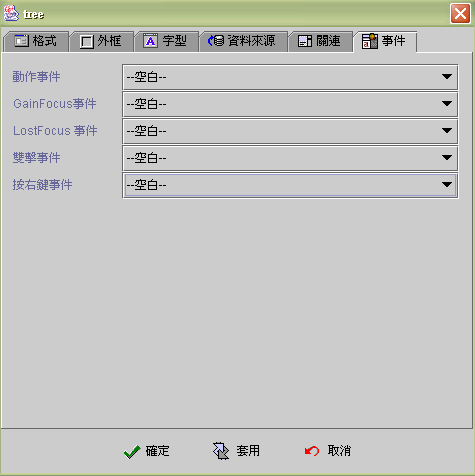 tree
格式 外框 字型 資料來源 關連 事件
動作事件 --空白--
GainFocus事件 --空白--
LostFocus 事件 --空白--
雙擊事件 --空白--
按右鍵事件 --空白--
確定 套用 取消